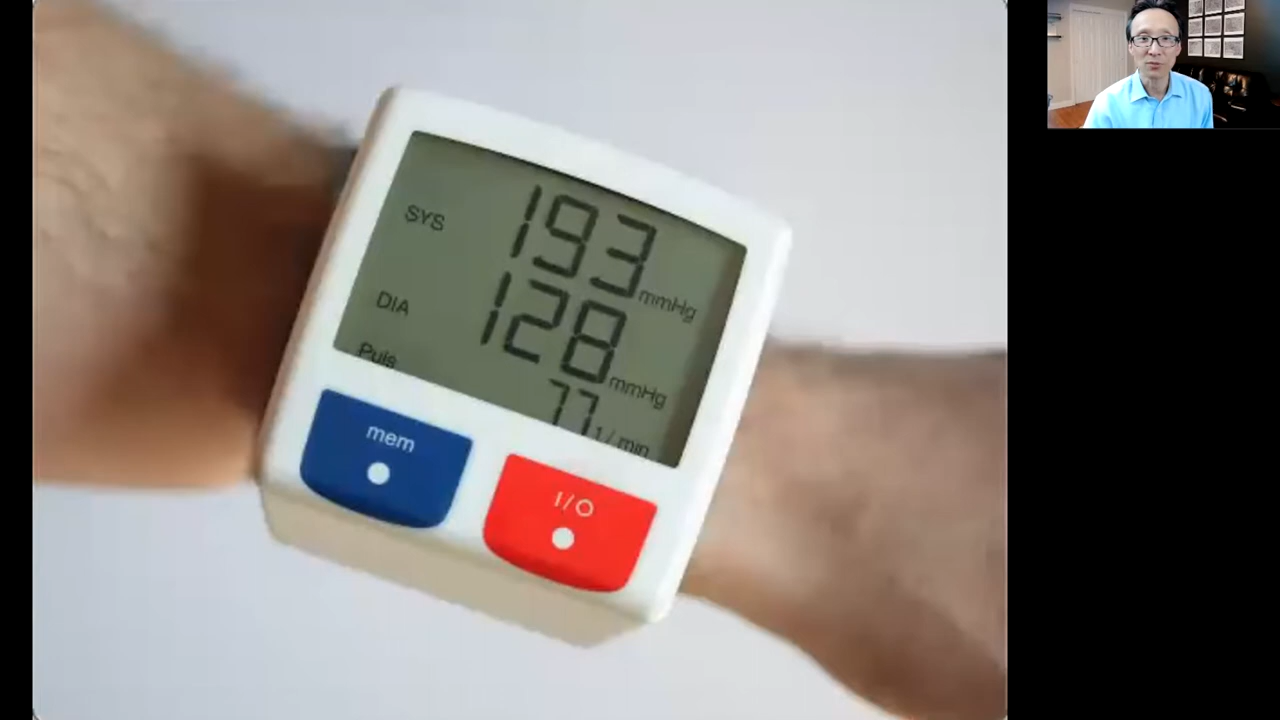 SYS 193 mmHg
DIA 128 mmHg
Puls 77 1/min
mem
I/O